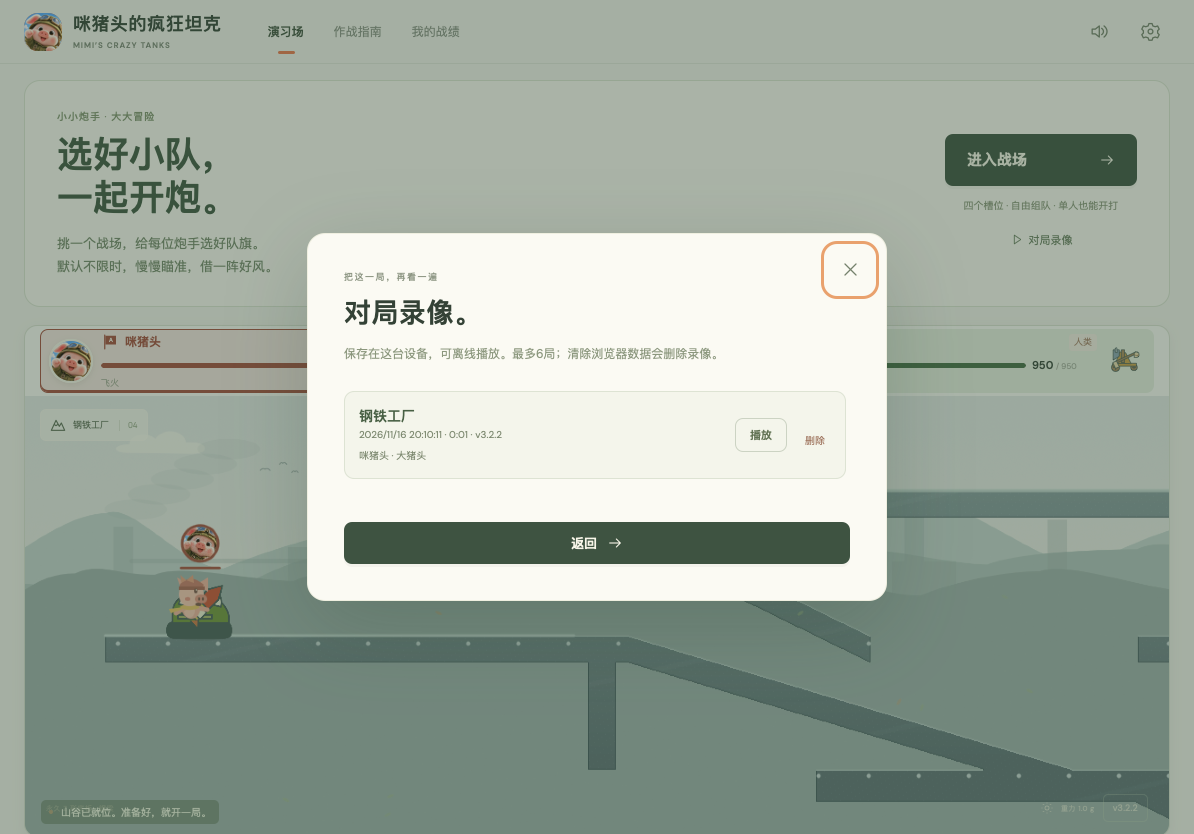 咪猪头的疯狂坦克
MIMI'S CRAZY TANKS
演习场
作战指南
我的战绩
小小炮手 · 大大冒险
选好小队，
一起开炮。
挑一个战场，给每位炮手选好队旗。
默认不限时，慢慢瞄准，借一阵好风。
进入战场
四个槽位 · 自由组队 · 单人也能开打
对局录像
咪猪头
飞火
人类
950 / 950
钢铁工厂
04
把这一局，再看一遍
对局录像。
保存在这台设备，可离线播放。最多6局；清除浏览器数据会删除录像。
钢铁工厂
2026/11/16 20:10:11 · 0:01 · v3.2.2
咪猪头 · 大猪头
播放
删除
返回
山谷已就位。准备好，就开一局。
重力 10 g
v3.2.2